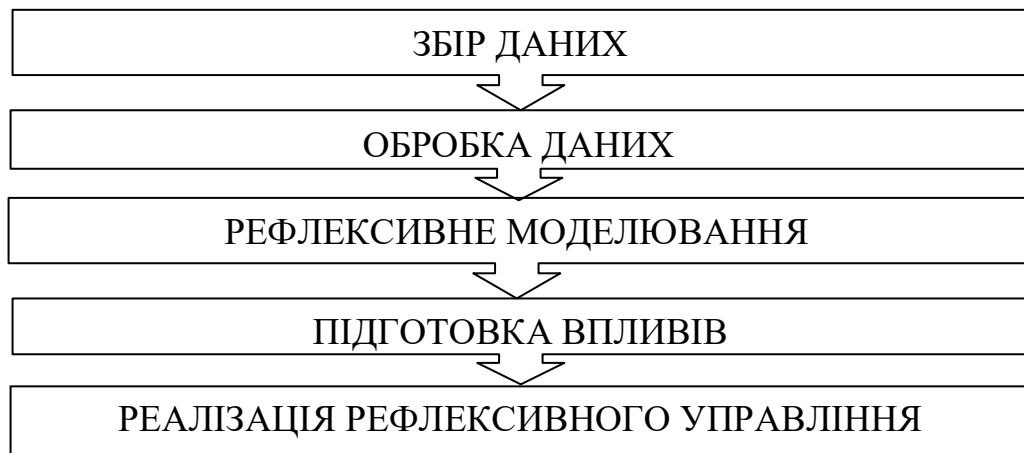 ЗБІР ДАНИХ
ОБРОБКА ДАНИХ
РЕФЛЕКСИВНЕ МОДЕЛЮВАННЯ
ПІДГОТОВКА ВПЛИВІВ
РЕАЛІЗАЦІЯ РЕФЛЕКСИВНОГО УПРАВЛІННЯ